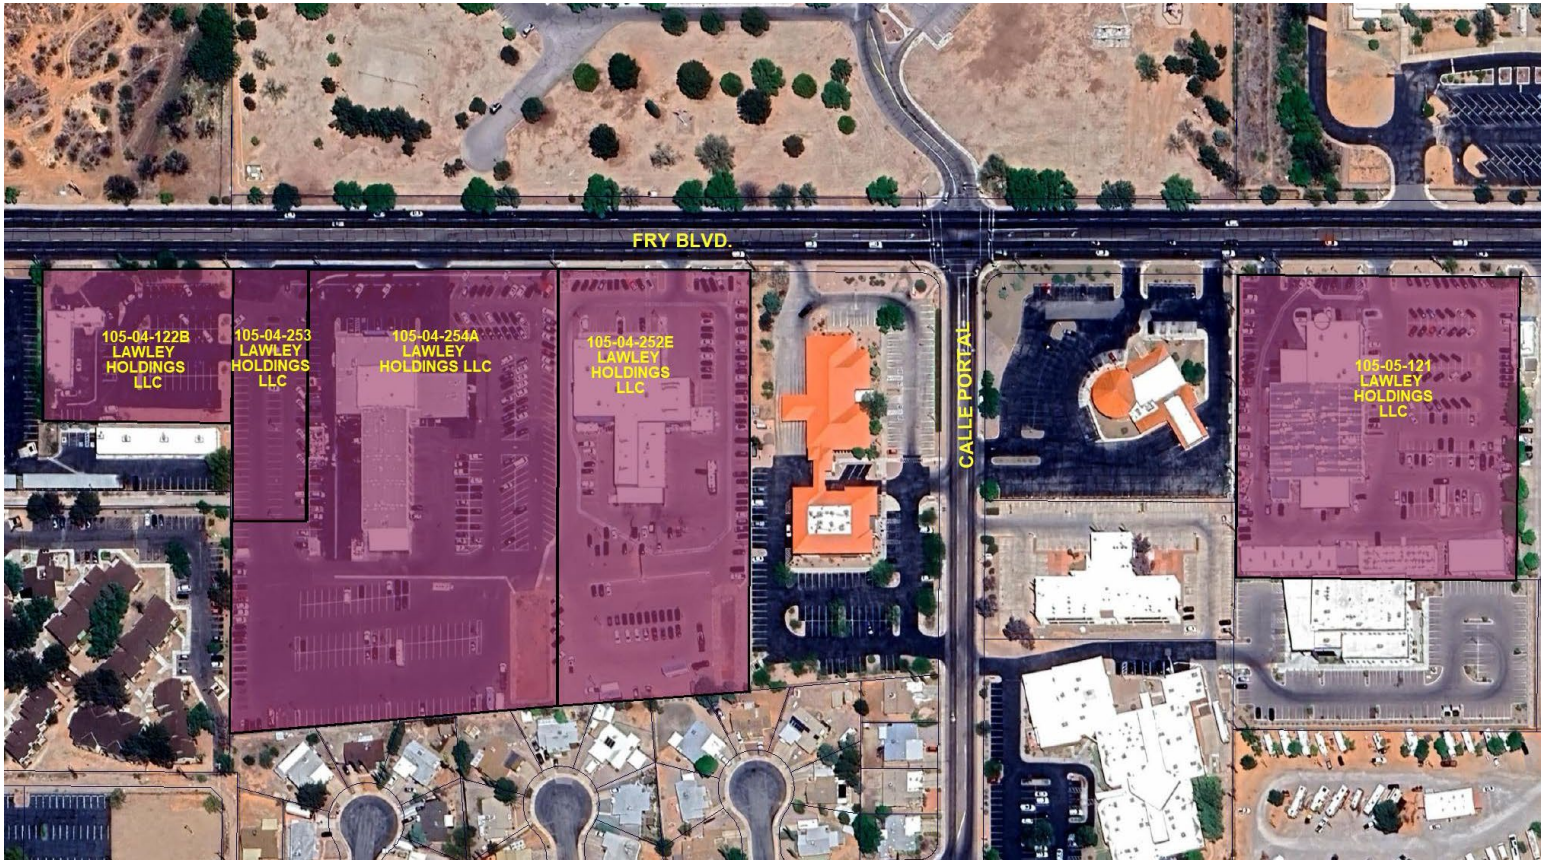 FRY BLVD.
105-04-122B
LAWLEY
HOLDINGS
LLC
105-04-253
LAWLEY
HOLDINGS
LLC
105-04-254A
LAWLEY
HOLDINGS LLC
105-04-252E
LAWLEY
HOLDINGS
LLC
CALLE PORTAL
105-05-121
LAWLEY
HOLDINGS
LLC